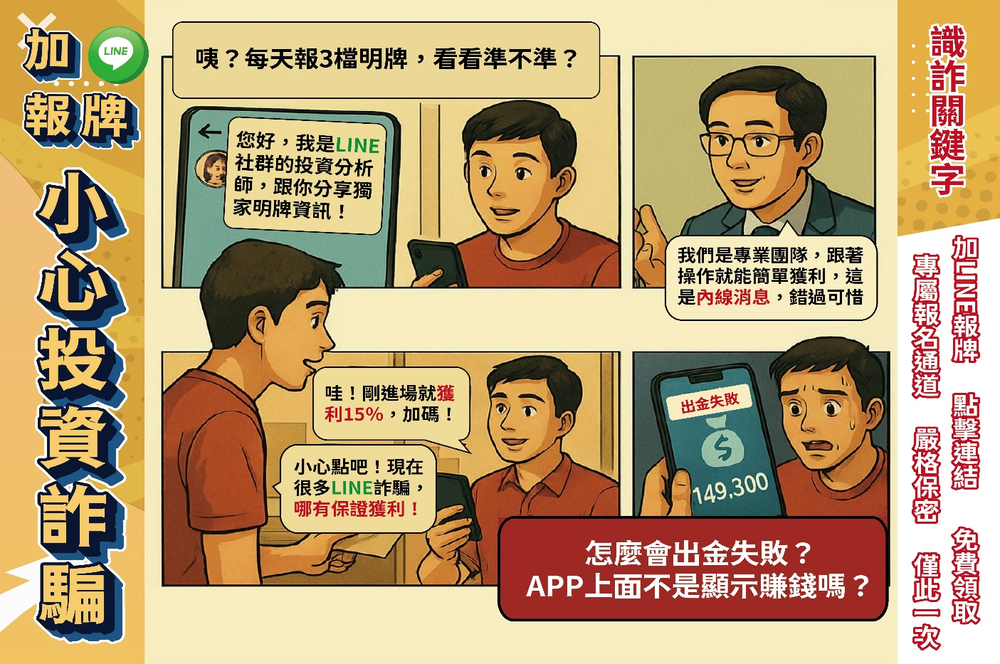 加 LINE
報牌
小心投資詐騙
咦？每天報3檔明牌，看看準不準？
您好，我是LINE
社群的投資分析
師，跟你分享獨
家明牌資訊！
我們是專業團隊，跟著
操作就能簡單獲利，這
是內線消息，錯過可惜
哇！剛進場就獲
利15%，加碼！
小心點吧！現在
很多LINE詐騙，
哪有保證獲利！
出金失敗
$
149,300
怎麼會出金失敗？
APP上面不是顯示賺錢嗎？
識詐關鍵字
加LINE報牌 點擊連結 免費領取
專屬報名通道 嚴格保密 僅此一次